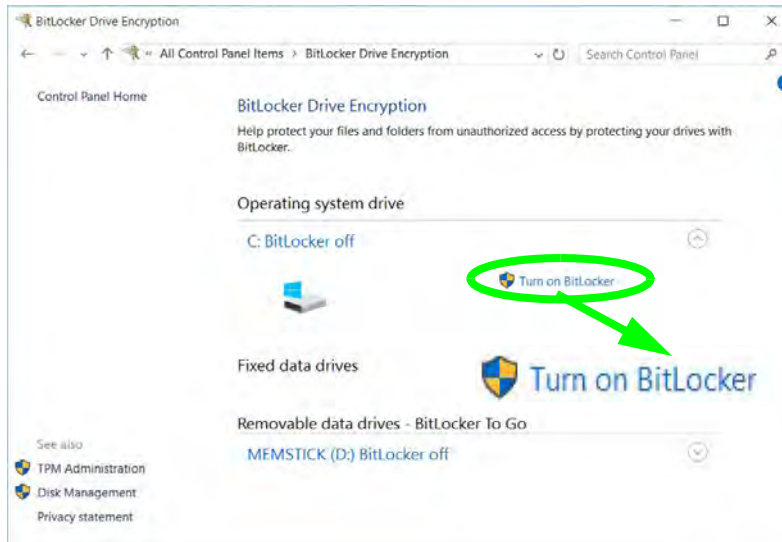 BitLocker Drive Encryption
« All Control Panel Items > BitLocker Drive Encryption
Search Control Panel
Control Panel Home
BitLocker Drive Encryption
Help protect your files and folders from unauthorized access by protecting your drives with
BitLocker.
Operating system drive
C: BitLocker off
Turn on BitLocker
Turn on BitLocker
Fixed data drives
Removable data drives - BitLocker To Go
MEMSTICK (D:) BitLocker off
See also
TPM Administration
Disk Management
Privacy statement